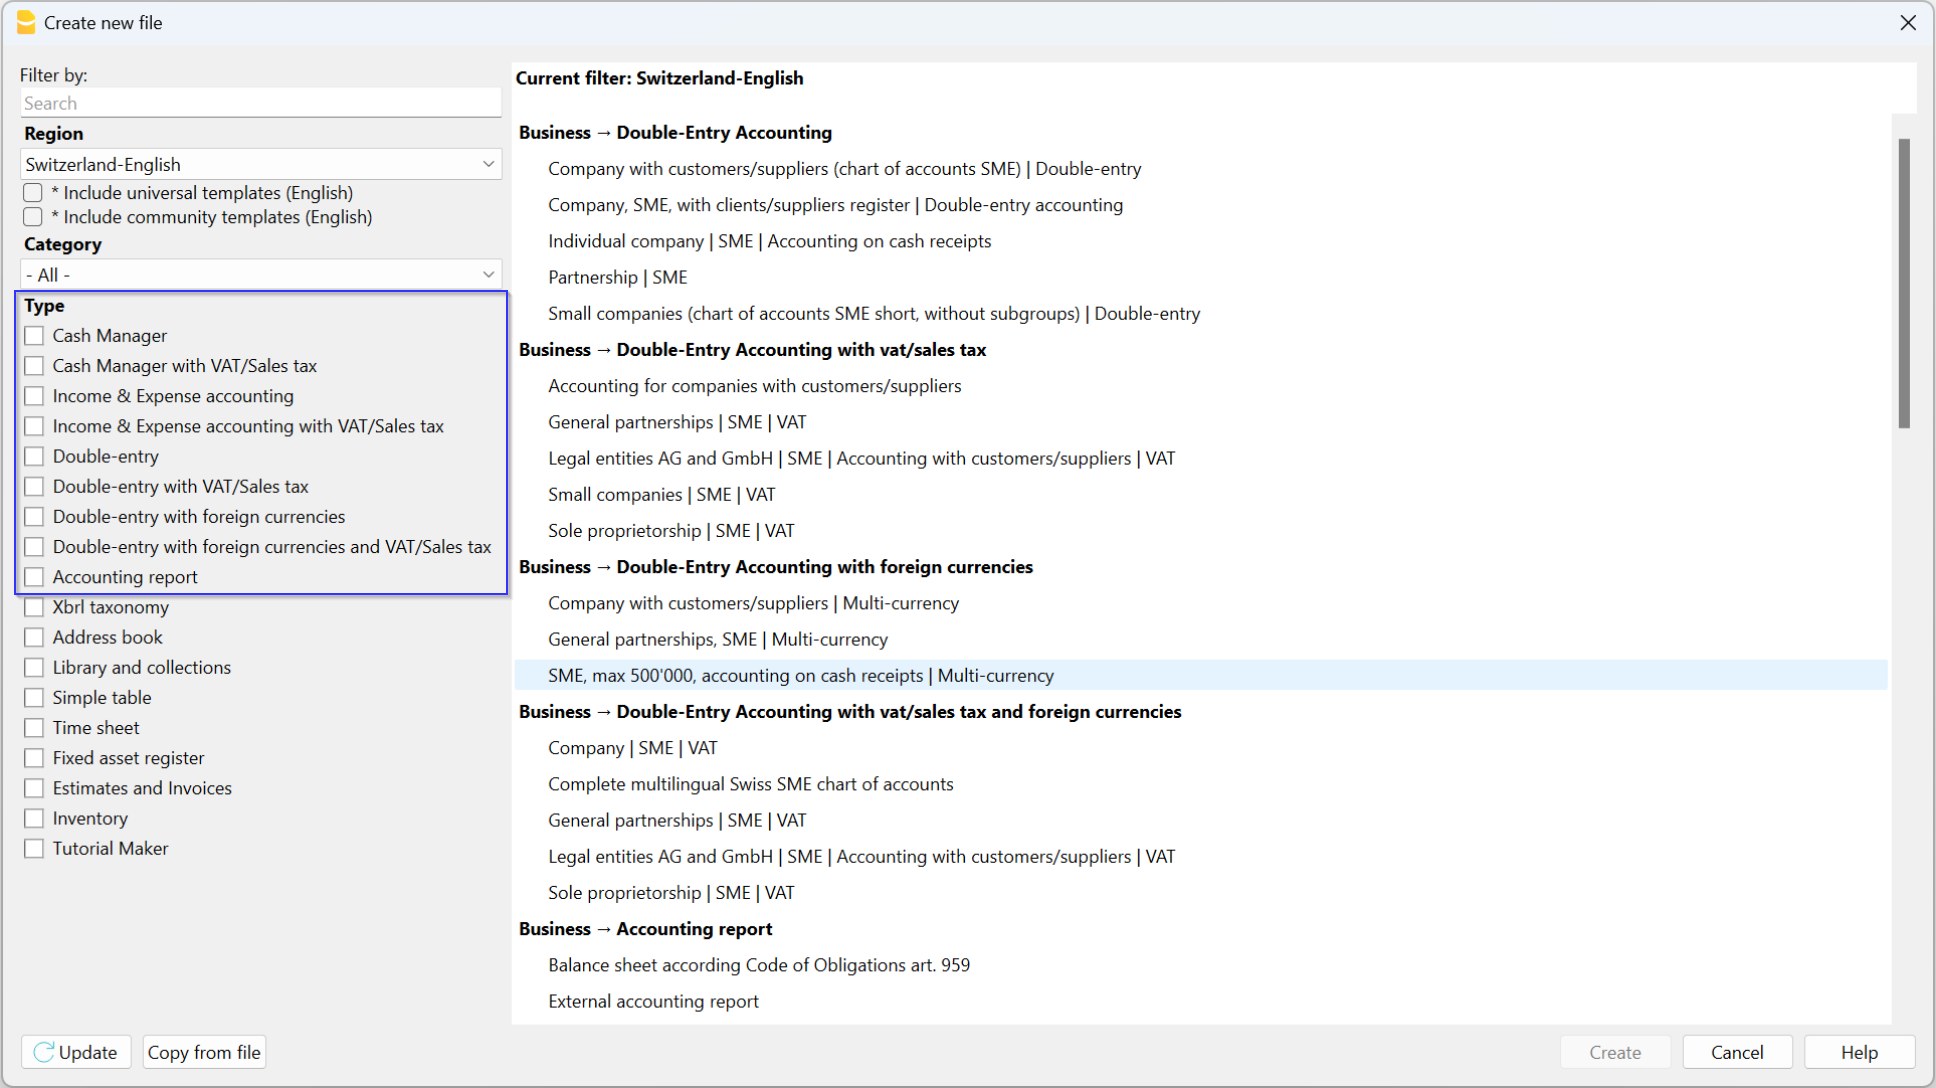 Create new file
Filter by:
Search
Region
Switzerland-English
* Include universal templates (English)
* Include community templates (English)
Category
- All -
Type
Cash Manager
Cash Manager with VAT/Sales tax
Income & Expense accounting
Income & Expense accounting with VAT/Sales tax
Double-entry
Double-entry with VAT/Sales tax
Double-entry with foreign currencies
Double-entry with foreign currencies and VAT/Sales tax
Accounting report
Xbrl taxonomy
Address book
Library and collections
Simple table
Time sheet
Fixed asset register
Estimates and Invoices
Inventory
Tutorial Maker
Current filter: Switzerland-English
Business → Double-Entry Accounting
Company with customers/suppliers (chart of accounts SME) | Double-entry
Company, SME, with clients/suppliers register | Double-entry accounting
Individual company | SME | Accounting on cash receipts
Partnership | SME
Small companies (chart of accounts SME short, without subgroups) | Double-entry
Business → Double-Entry Accounting with vat/sales tax
Accounting for companies with customers/suppliers
General partnerships | SME | VAT
Legal entities AG and GmbH | SME | Accounting with customers/suppliers | VAT
Small companies | SME | VAT
Sole proprietorship | SME | VAT
Business → Double-Entry Accounting with foreign currencies
Company with customers/suppliers | Multi-currency
General partnerships, SME | Multi-currency
SME, max 500'000, accounting on cash receipts | Multi-currency
Business → Double-Entry Accounting with vat/sales tax and foreign currencies
Company | SME | VAT
Complete multilingual Swiss SME chart of accounts
General partnerships | SME | VAT
Legal entities AG and GmbH | SME | Accounting with customers/suppliers | VAT
Sole proprietorship | SME | VAT
Business → Accounting report
Balance sheet according Code of Obligations art. 959
External accounting report
Update
Copy from file
Create
Cancel
Help